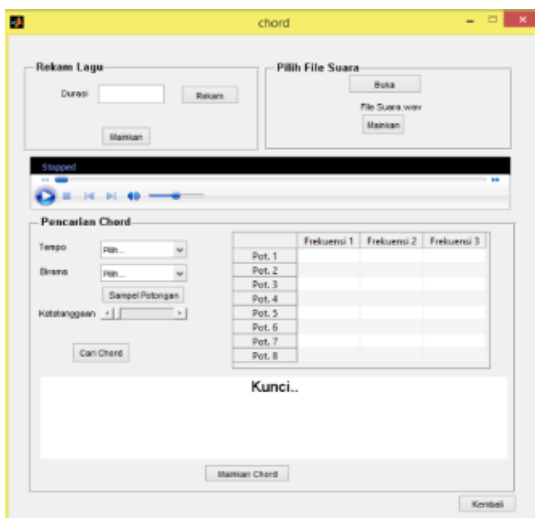 chord
Rekam Lagu
Durasi
Rekam
Mainkan
Pilih File Suara
Buka
File Suara.wav
Mainkan
Stopped
Pencarian Chord
Tempo
Pilih...
Birama
Pilih...
Sampel Potongan
Ketetanggaan
Cari Chord
Frekuensi 1 Frekuensi 2 Frekuensi 3
Pot. 1
Pot. 2
Pot. 3
Pot. 4
Pot. 5
Pot. 6
Pot. 7
Pot. 8
Kunci..
Mainkan Chord
Kembali